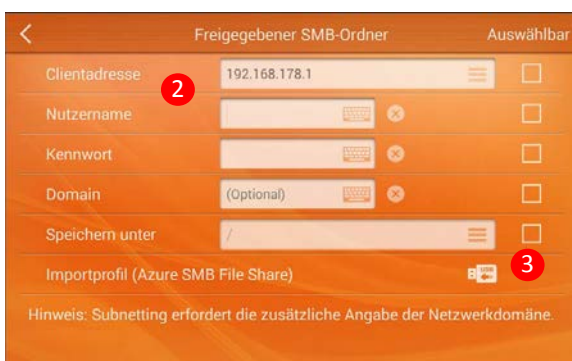 Freigegebener SMB-Ordner Auswählbar
Clientadresse 192.168.178.1
2
Nutzername
Kennwort
Domain (Optional)
Speichern unter /
Importprofil (Azure SMB File Share) USB 3
Hinweis: Subnetting erfordert die zusätzliche Angabe der Netzwerkdomäne.